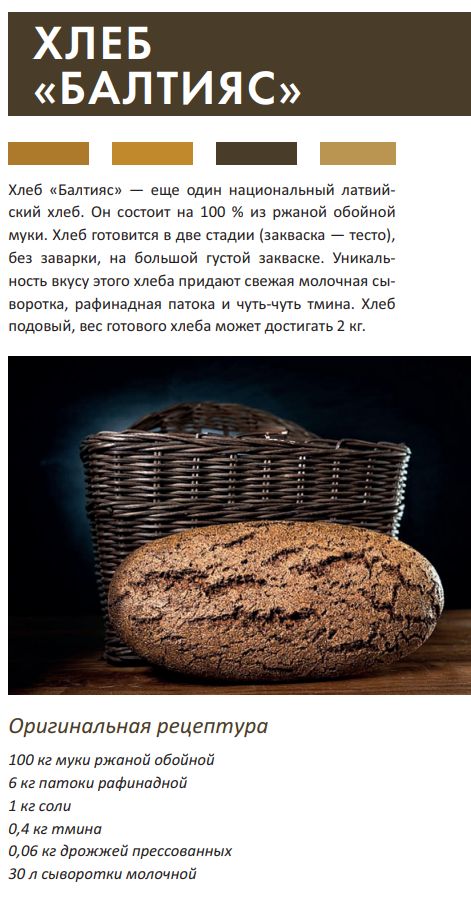 ХЛЕБ
«БАЛТИЯС»
Хлеб «Балтияс» — еще один национальный латвий-
ский хлеб. Он состоит на 100 % из ржаной обойной
муки. Хлеб готовится в две стадии (закваска — тесто),
без заварки, на большой густой закваске. Уникаль-
ность вкусу этого хлеба придают свежая молочная сы-
воротка, рафинадная патока и чуть-чуть тмина. Хлеб
подовый, вес готового хлеба может достигать 2 кг.
Оригинальная рецептура
100 кг муки ржаной обойной
6 кг патоки рафинадной
1 кг соли
0,4 кг тмина
0,06 кг дрожжей прессованных
30 л сыворотки молочной